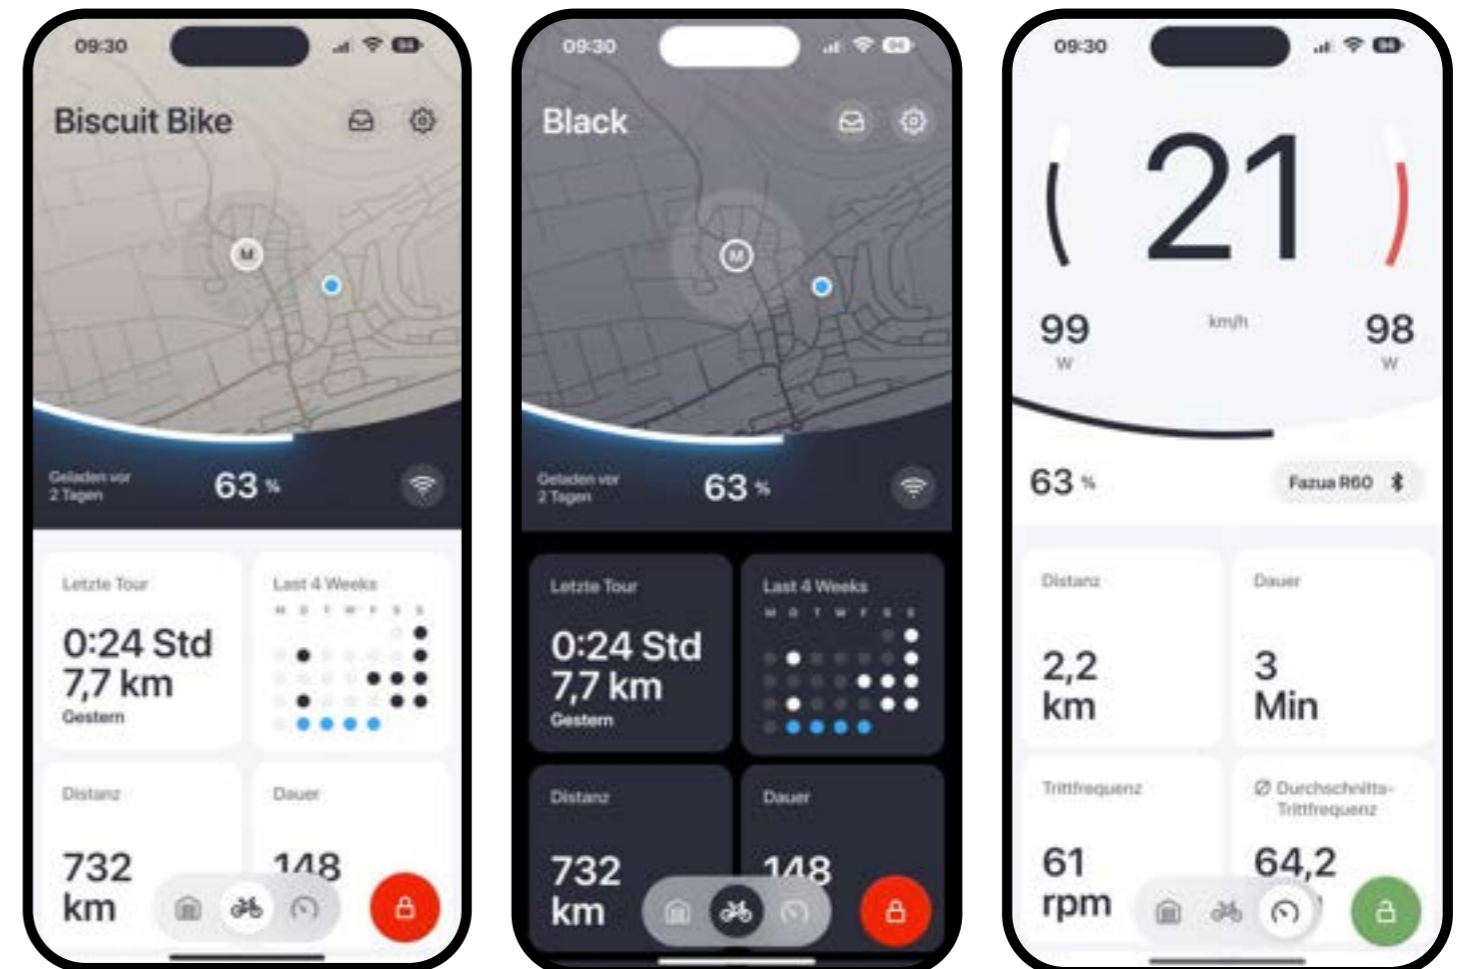 09:30
94
Biscuit Bike
M
Geladen vor
2 Tagen
63 %
Letzte Tour
0:24 Std
7,7 km
Gestern
Last 4 Weeks
M D T W F S S
Distanz
732
km
Dauer
148
09:30
94
Black
M
Geladen vor
2 Tagen
63 %
Letzte Tour
0:24 Std
7,7 km
Gestern
Last 4 Weeks
M D T W F S S
Distanz
732
km
Dauer
148
09:30
94
21
km/h
99
W
98
W
63 %
Fazua R60
Distanz
2,2
km
Dauer
3
Min
Trittfrequenz
61
rpm
Ø Durchschnitts-
Trittfrequenz
64,2